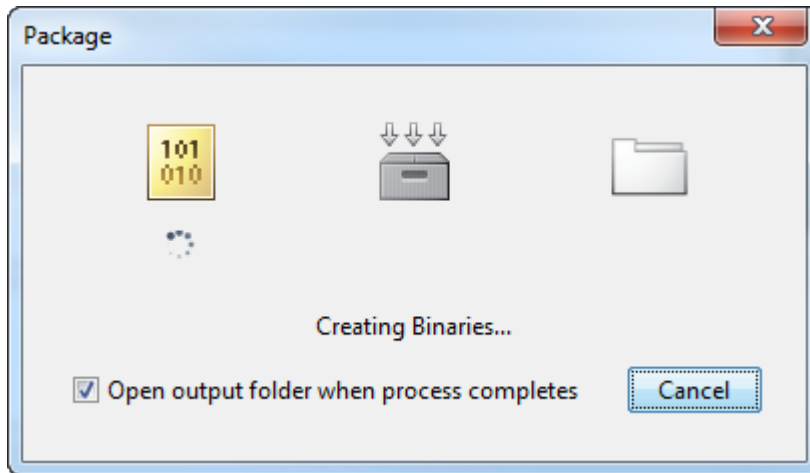 Package
101
010
Creating Binaries...
Open output folder when process completes
Cancel